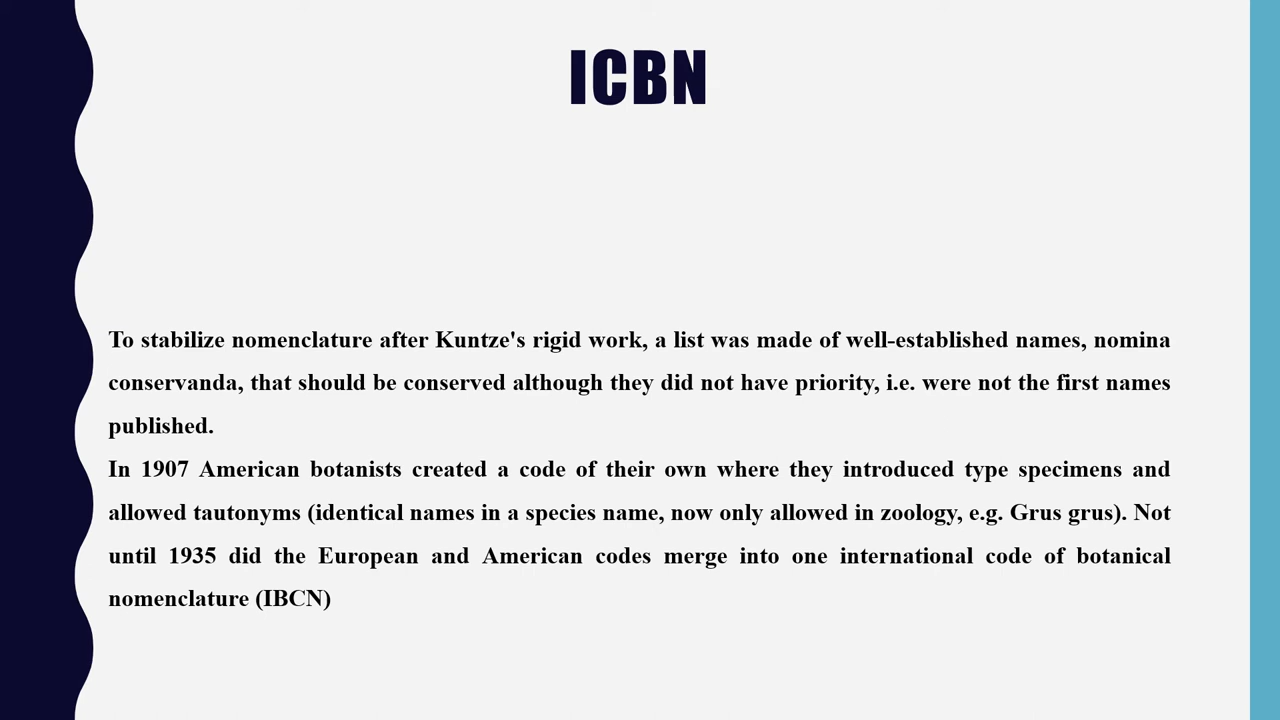 ICBN
To stabilize nomenclature after Kuntze's rigid work, a list was made of well-established names, nomina
conservanda, that should be conserved although they did not have priority, i.e. were not the first names
published.
In 1907 American botanists created a code of their own where they introduced type specimens and
allowed tautonyms (identical names in a species name, now only allowed in zoology, e.g. Grus grus). Not
until 1935 did the European and American codes merge into one international code of botanical
nomenclature (IBCN)